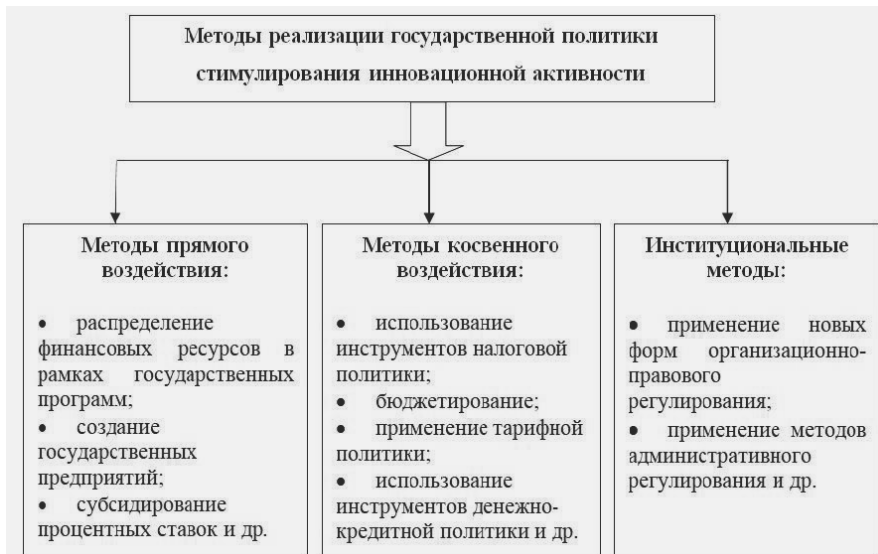 Методы реализации государственной политики
стимулирования инновационной активности
Методы прямого
воздействия:
• распределение
финансовых ресурсов в
рамках государственных
программ;
• создание
государственных
предприятий;
• субсидирование
процентных ставок и др.
Методы косвенного
воздействия:
• использование
инструментов налоговой
политики;
• бюджетирование;
• применение тарифной
политики;
• использование
инструментов денежно-
кредитной политики и др.
Институциональные
методы:
• применение новых
форм организационно-
правового
регулирования;
• применение методов
административного
регулирования и др.